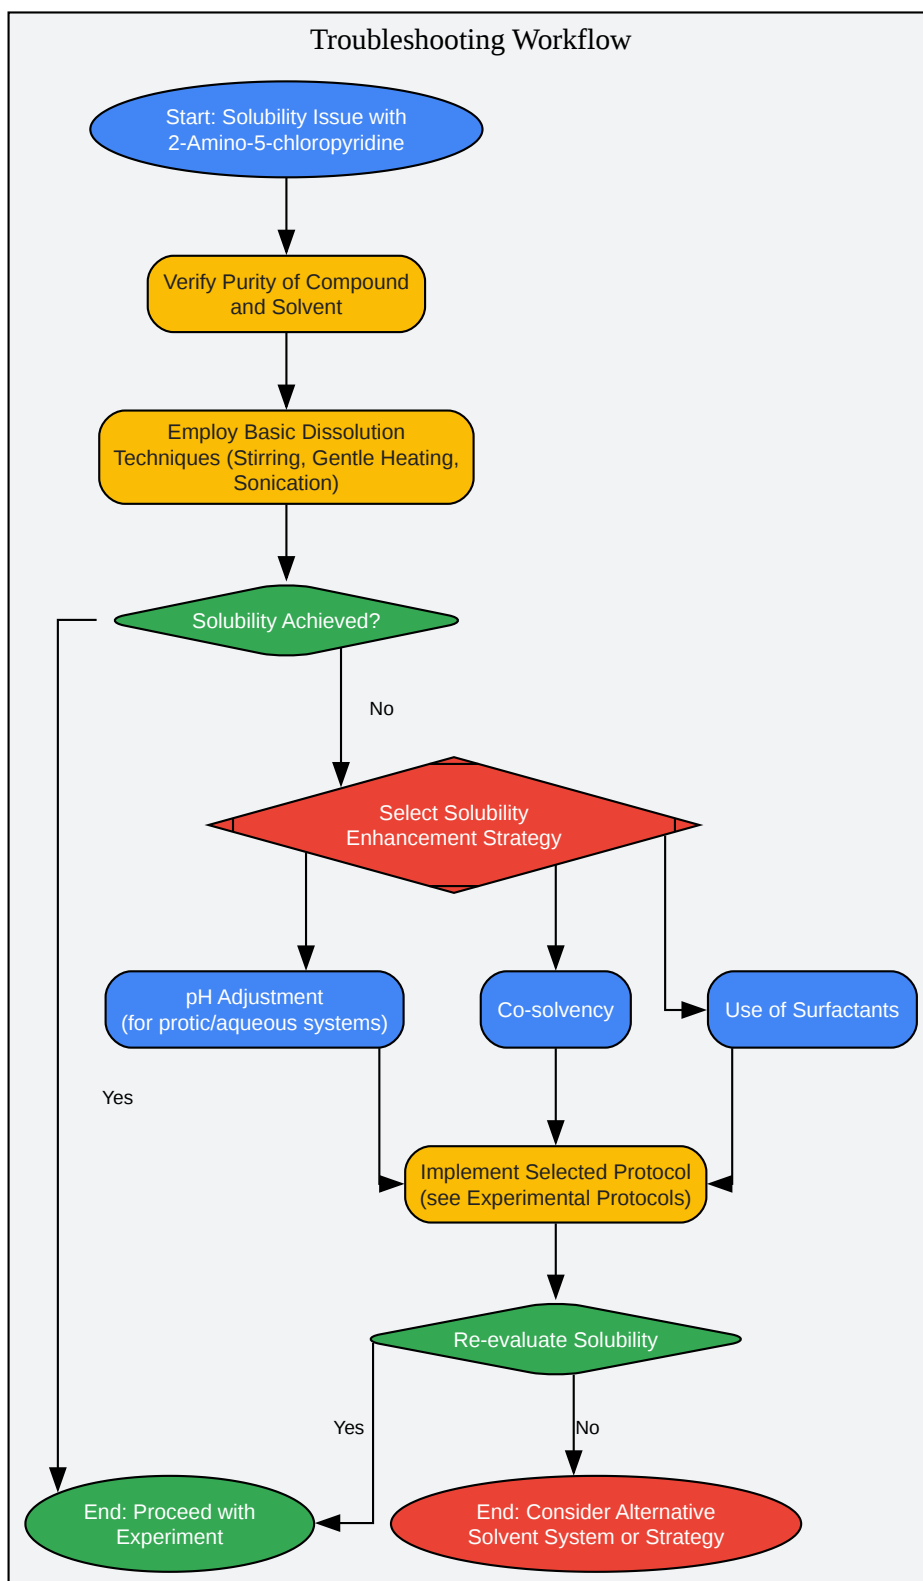 Troubleshooting Workflow
Start: Solubility Issue with
2-Amino-5-chloropyridine
Verify Purity of Compound
and Solvent
Employ Basic Dissolution
Techniques (Stirring, Gentle Heating,
Sonication)
Solubility Achieved?
No
Select Solubility
Enhancement Strategy
pH Adjustment
(for protic/aqueous systems)
Co-solvency
Use of Surfactants
Yes
Implement Selected Protocol
(see Experimental Protocols)
Re-evaluate Solubility
Yes
No
End: Proceed with
Experiment
End: Consider Alternative
Solvent System or Strategy